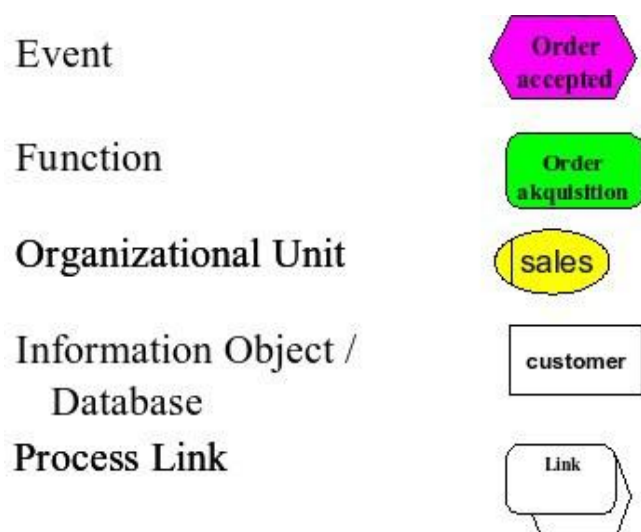 Event
Order
accepted
Function
Order
akquisition
Organizational Unit
sales
Information Object /
Database
customer
Process Link
Link